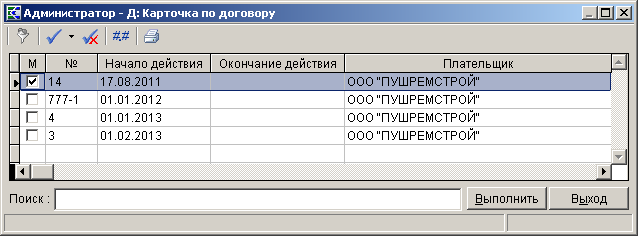 Администратор - Д: Карточка по договору
#,#
М № Начало действия Окончание действия Плательщик
14 17.08.2011 ООО "ПУШРЕМСТРОЙ"
777-1 01.01.2012 ООО "ПУШРЕМСТРОЙ"
4 01.01.2013 ООО "ПУШРЕМСТРОЙ"
3 01.02.2013 ООО "ПУШРЕМСТРОЙ"
Поиск : Выполнить Выход